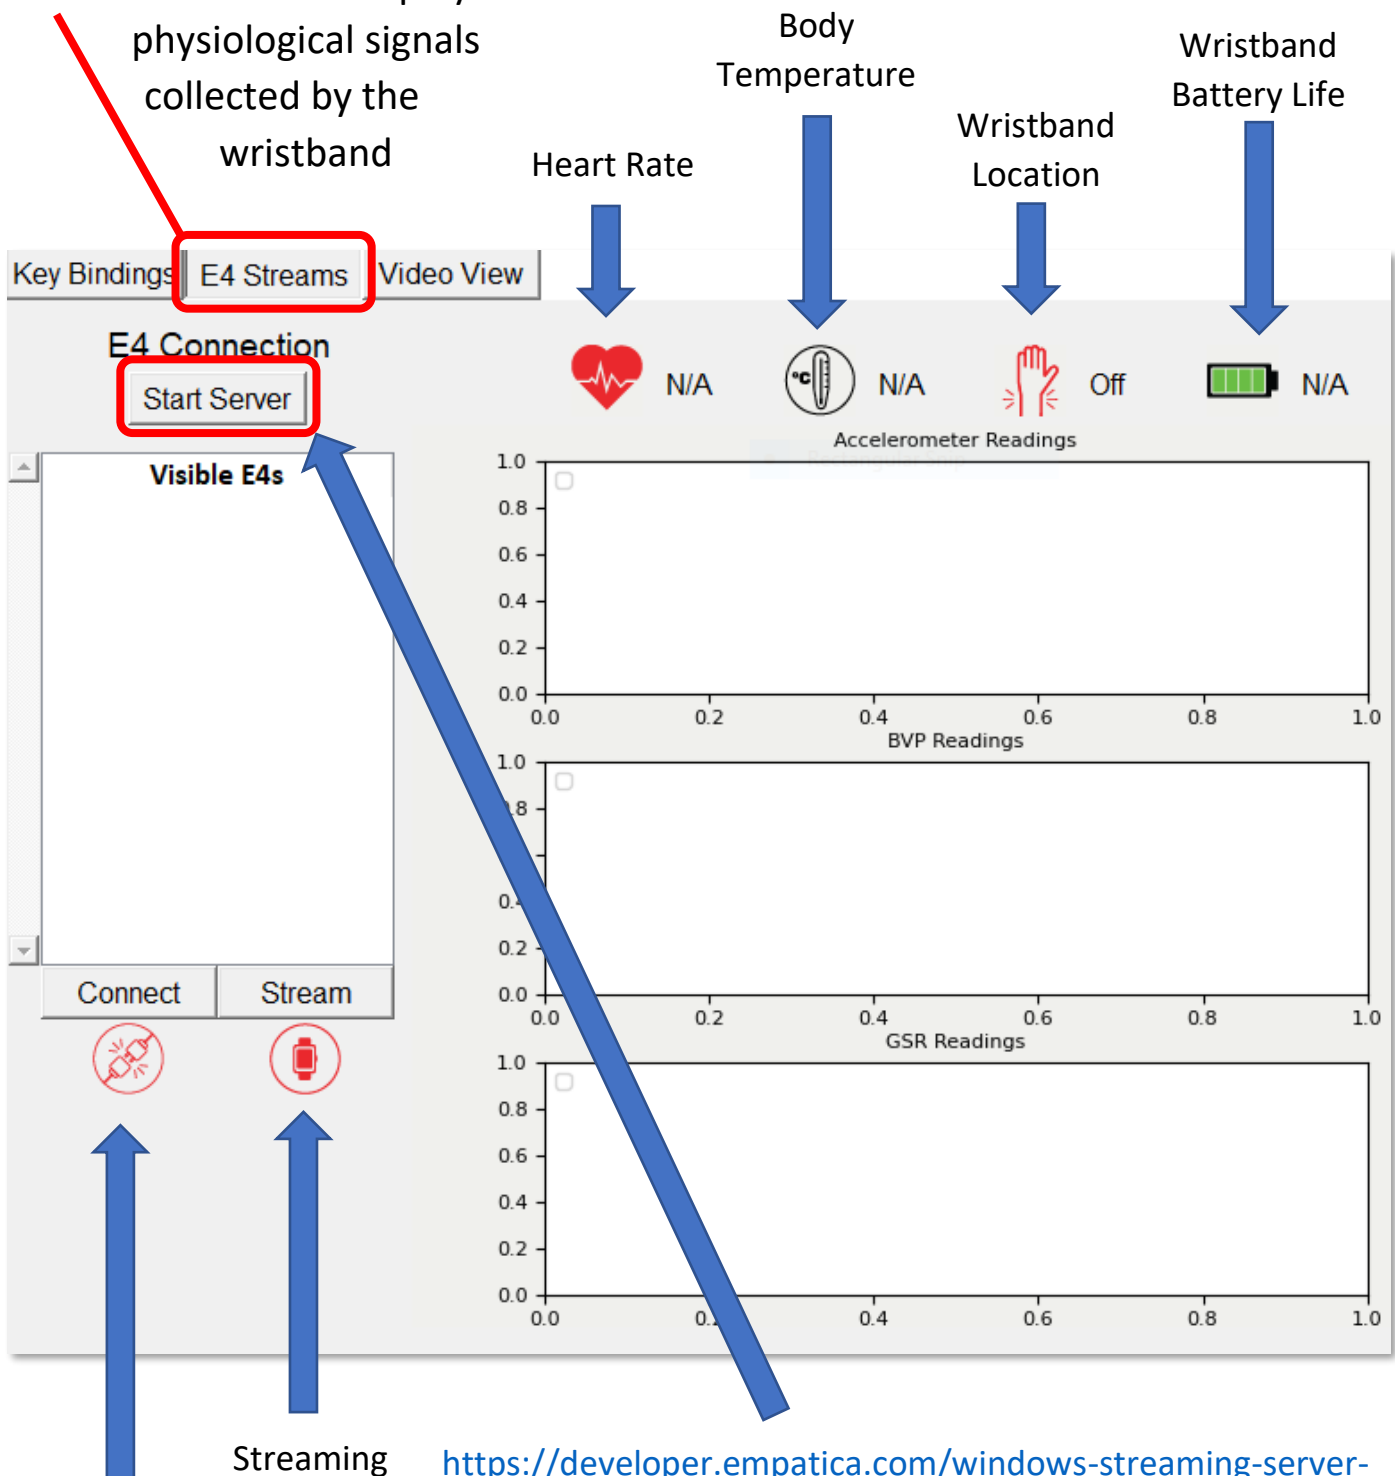 physiological signals
collected by the
wristband
Heart Rate
Body
Temperature
Wristband
Location
Wristband
Battery Life
Key Bindings
E4 Streams
Video View
E4 Connection
Start Server
N/A
°C
N/A
Off
N/A
Visible E4s
Connect
Stream
Accelerometer Readings
Rectangular Snip
1.0
0.8
0.6
0.4
0.2
0.0
0.0 0.2 0.4 0.6 0.8 1.0
BVP Readings
1.0
0.2
0.0
0.0 0.2 0.4 0.6 0.8 1.0
GSR Readings
1.0
0.8
0.6
0.4
0.2
0.0
0.0 0.4 0.6 0.8 1.0
Streaming
https://developer.empatica.com/windows-streaming-server-